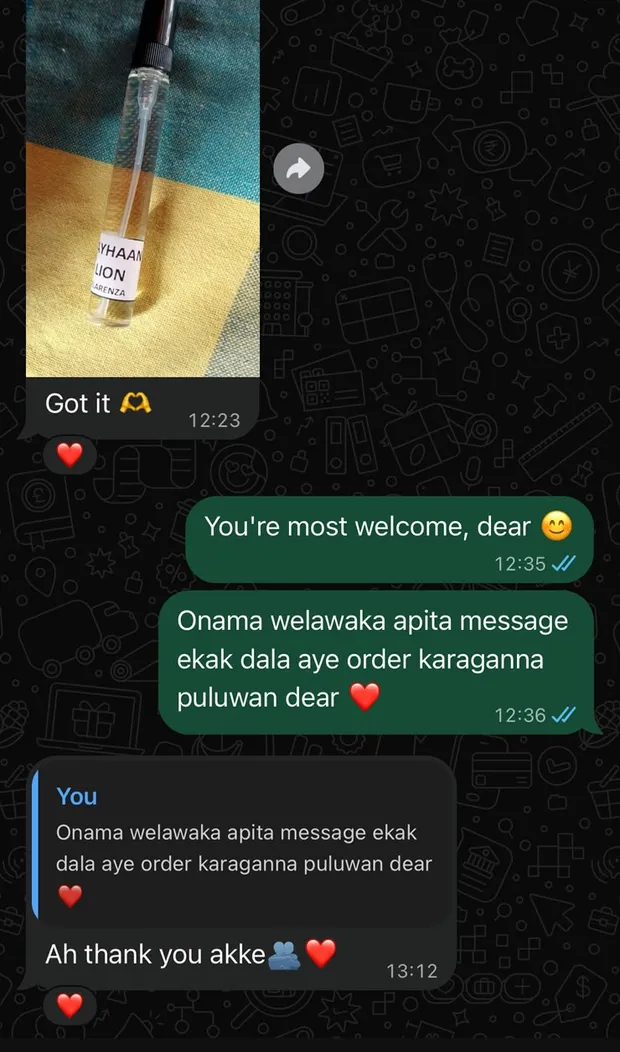 LION
Got it 🫶
12:23
❤️
You're most welcome, dear 😊
12:35
Onama welawaka apita message
ekak dala aye order karaganna
puluwan dear ❤️
12:36
You
Onama welawaka apita message ekak
dala aye order karaganna puluwan dear
❤️
Ah thank you akke🫂❤️
13:12
❤️